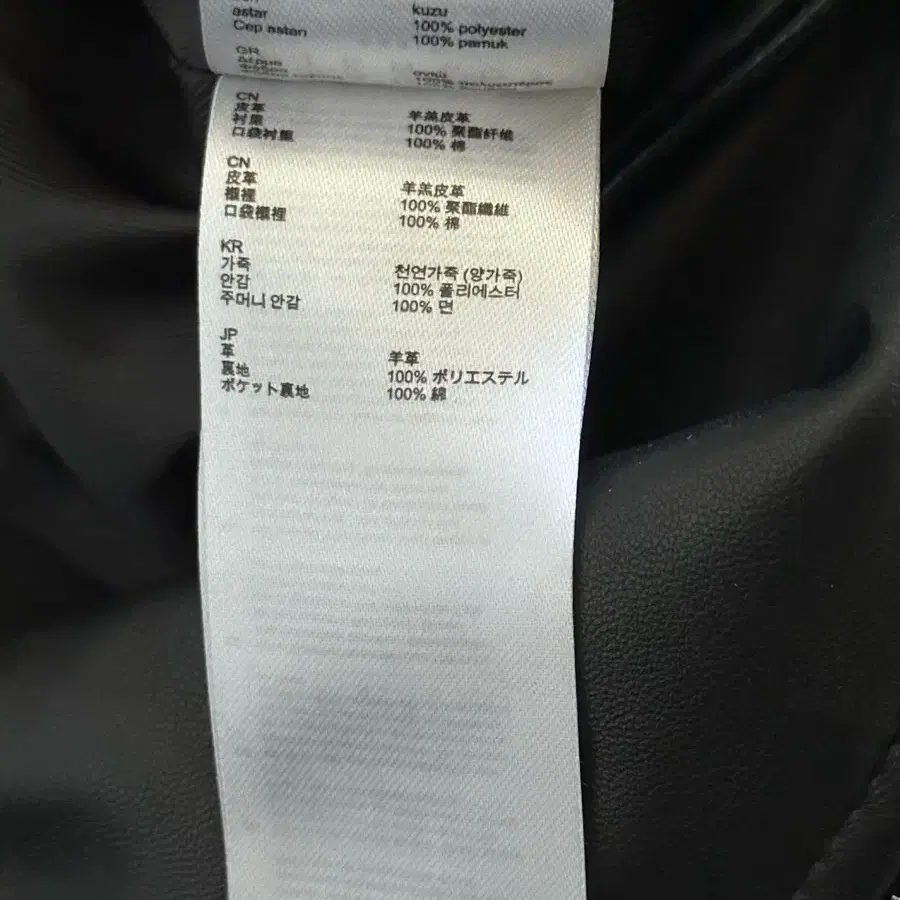 astar kuzu
Cep astarı 100% polyester
100% pamuk
GR
Δέρμα αρνίο
Φόδρα
CN
皮革 羊羔皮革
衬里 100% 聚酯纤维
口袋衬里 100% 棉
CN
皮革 羊羔皮革
襯裡 100% 聚酯纖維
口袋襯裡 100% 棉
KR
가죽 천연가죽 (양가죽)
안감 100% 폴리에스터
주머니 안감 100% 면
JP
革 羊革
裏地 100% ポリエステル
ポケット裏地 100% 綿